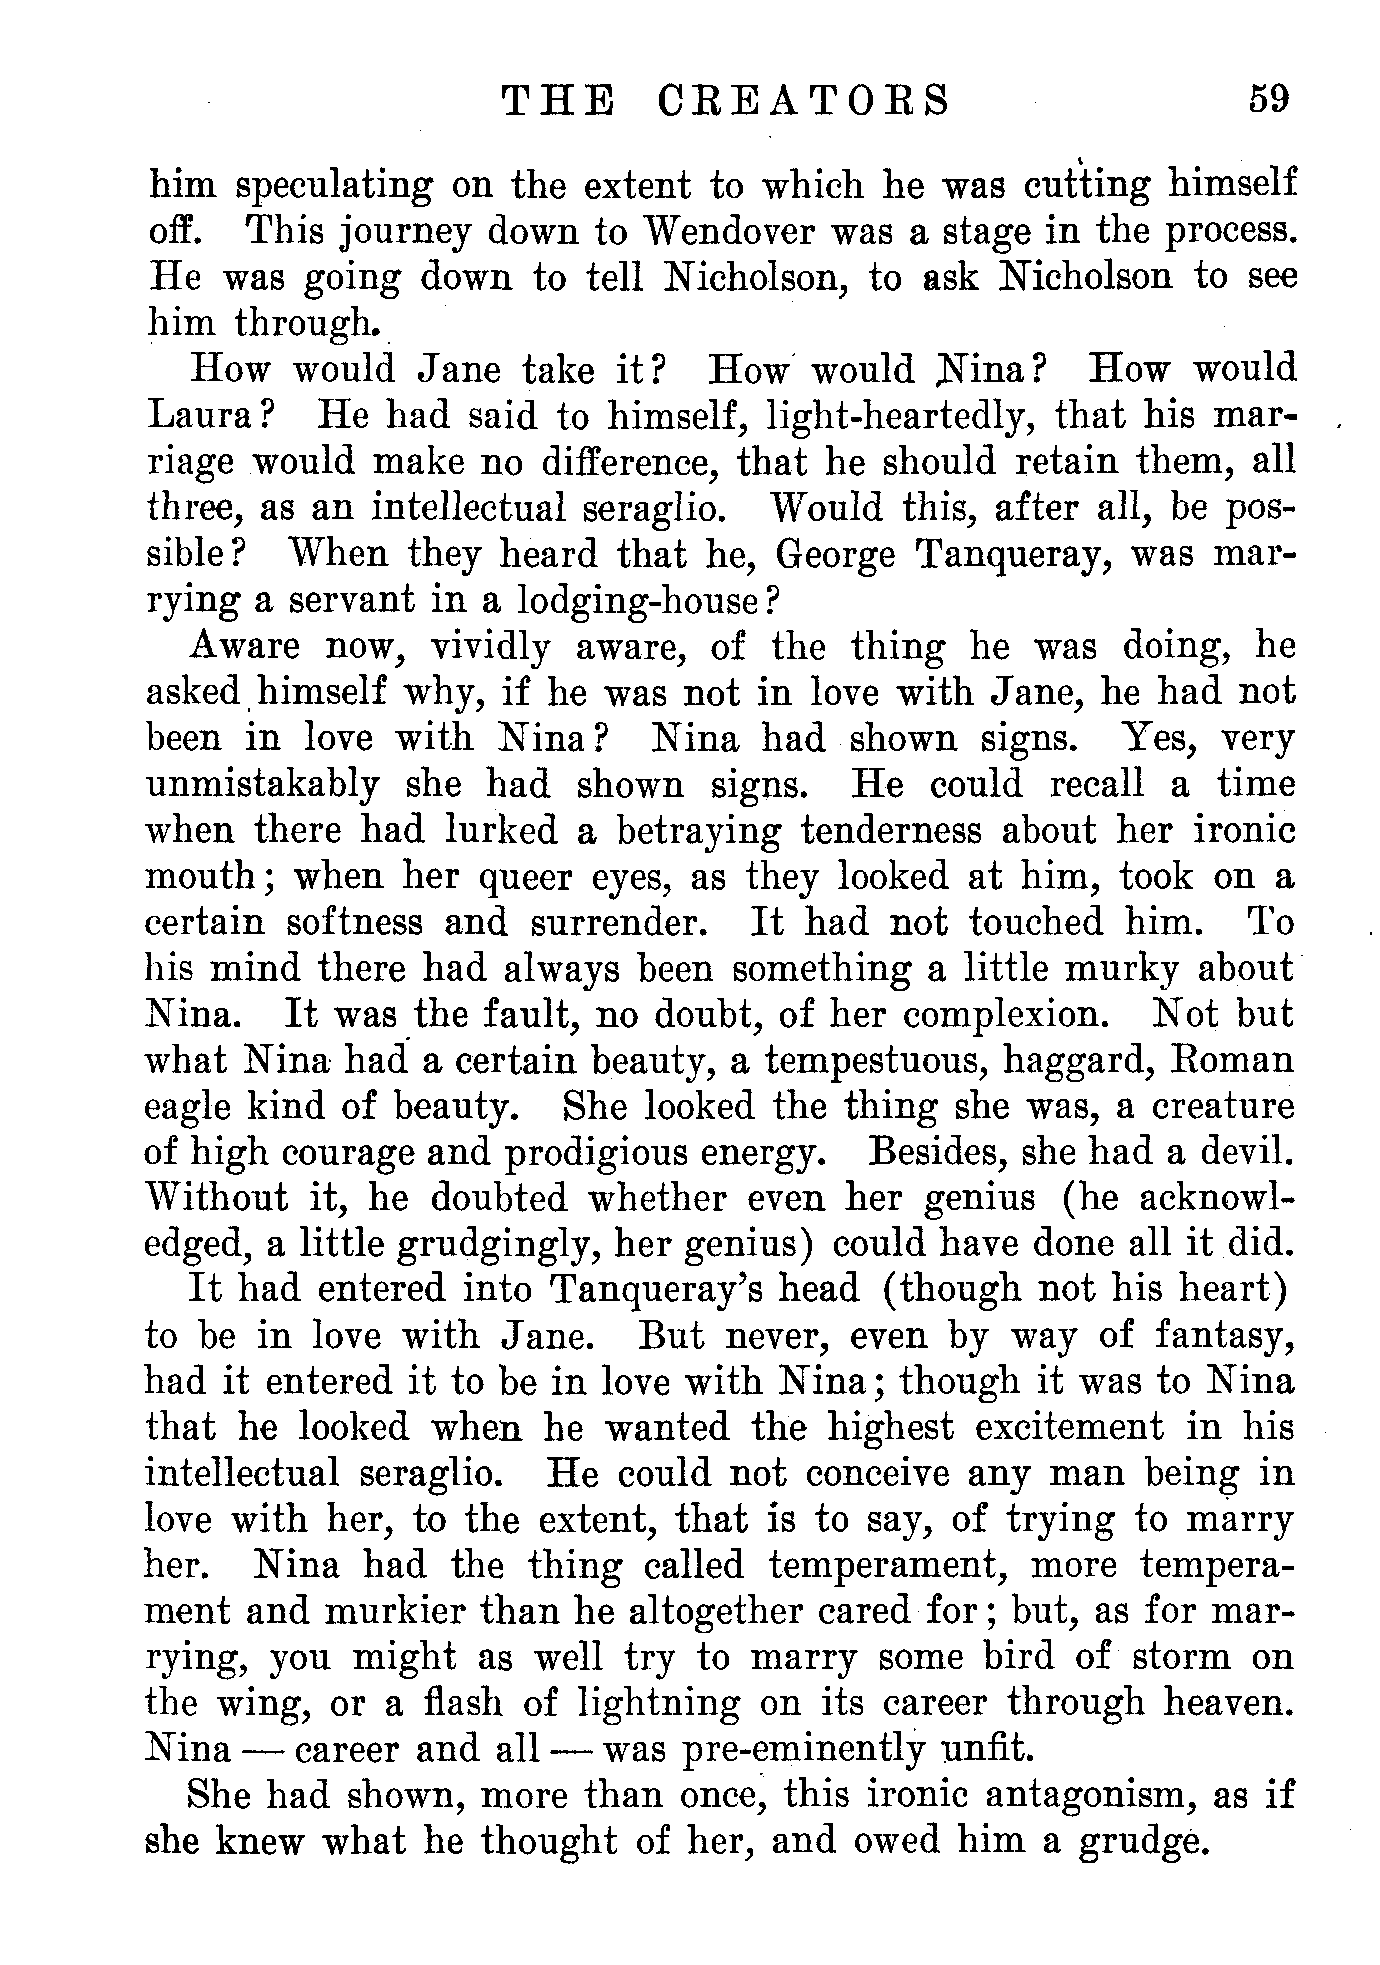 THE CREATORS 59
him speculating on the extent to which he was cutting himself
off. This journey down to Wendover was a stage in the process.
He was going down to tell Nicholson, to ask Nicholson to see
him through.
How would Jane take it? How would Nina? How would
Laura? He had said to himself, light-heartedly, that his mar-
riage would make no difference, that he should retain them, all
three, as an intellectual seraglio. Would this, after all, be pos-
sible? When they heard that he, George Tanqueray, was mar-
rying a servant in a lodging-house?
Aware now, vividly aware, of the thing he was doing, he
asked himself why, if he was not in love with Jane, he had not
been in love with Nina? Nina had shown signs. Yes, very
unmistakably she had shown signs. He could recall a time
when there had lurked a betraying tenderness about her ironic
mouth; when her queer eyes, as they looked at him, took on a
certain softness and surrender. It had not touched him. To
his mind there had always been something a little murky about
Nina. It was the fault, no doubt, of her complexion. Not but
what Nina had a certain beauty, a tempestuous, haggard, Roman
eagle kind of beauty. She looked the thing she was, a creature
of high courage and prodigious energy. Besides, she had a devil.
Without it, he doubted whether even her genius (he acknowl-
edged, a little grudgingly, her genius) could have done all it did.
It had entered into Tanqueray's head (though not his heart)
to be in love with Jane. But never, even by way of fantasy,
had it entered it to be in love with Nina; though it was to Nina
that he looked when he wanted the highest excitement in his
intellectual seraglio. He could not conceive any man being in
love with her, to the extent, that is to say, of trying to marry
her. Nina had the thing called temperament, more tempera-
ment and murkier than he altogether cared for; but, as for mar-
rying, you might as well try to marry some bird of storm on
the wing, or a flash of lightning on its career through heaven.
Nina — career and all — was pre-eminently unfit.
She had shown, more than once, this ironic antagonism, as if
she knew what he thought of her, and owed him a grudge.